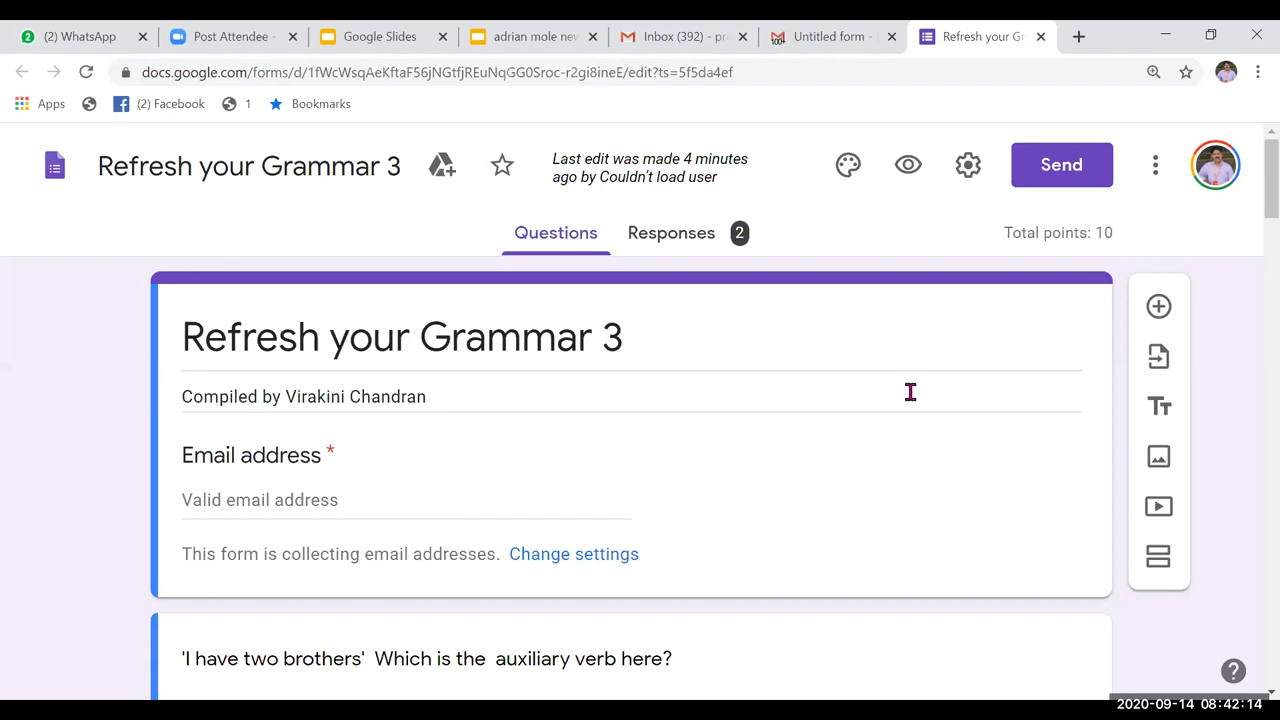 2 (2) WhatsApp Post Attendee - Google Slides adrian mole new Inbox (392) - pr 100+ Untitled form - Refresh your Gr
docs.google.com/forms/d/1fWcWsqAeKftaF56jNGtfjREuNqGG0Sroc-r2gi8ineE/edit?ts=5f5da4ef
Apps (2) Facebook 1 Bookmarks
Refresh your Grammar 3
Last edit was made 4 minutes
ago by Couldn't load user
Send
Questions Responses 2 Total points: 10
Refresh your Grammar 3
Compiled by Virakini Chandran
Email address *
Valid email address
This form is collecting email addresses. Change settings
'I have two brothers' Which is the auxiliary verb here?
2020-09-14 08:42:14